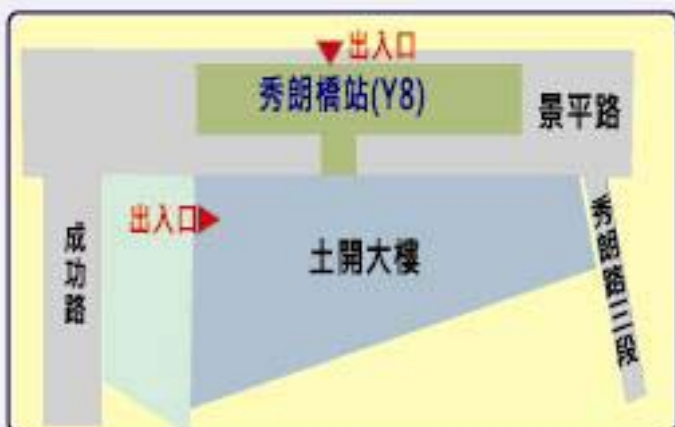 出入口
秀朗橋站(Y8)
景平路
出入口
成功路
土開大樓
秀朗路三段